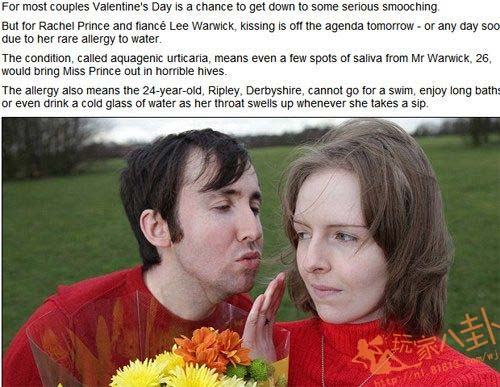 For most couples Valentine's Day is a chance to get down to some serious smooching.
But for Rachel Prince and fiancé Lee Warwick, kissing is off the agenda tomorrow - or any day soo
due to her rare allergy to water.
The condition, called aquagenic urticaria, means even a few spots of saliva from Mr Warwick, 26,
would bring Miss Prince out in horrible hives.
The allergy also means the 24-year-old, Ripley, Derbyshire, cannot go for a swim, enjoy long baths
or even drink a cold glass of water as her throat swells up whenever she takes a sip.
玩家八卦